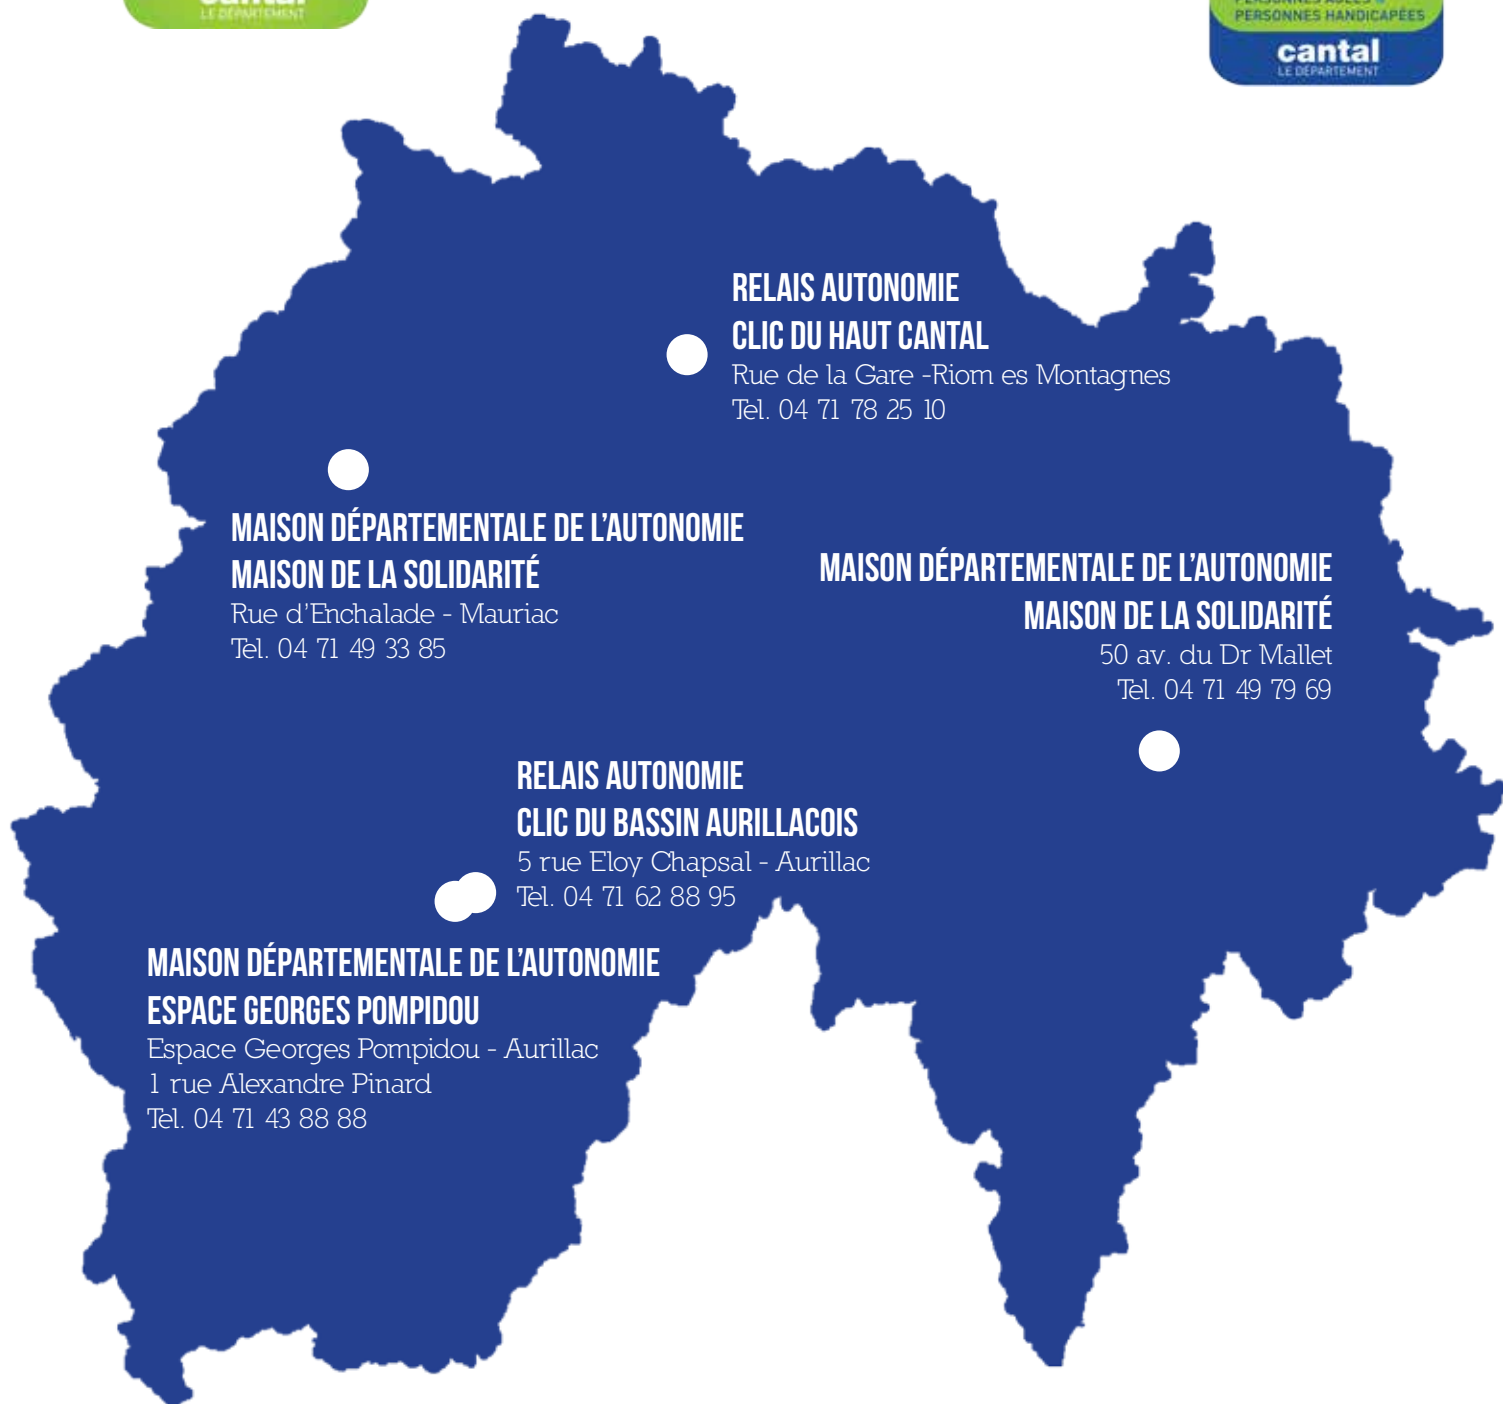 cantal
LE DÉPARTEMENT
PERSONNES ÂGÉES &
PERSONNES HANDICAPÉES
cantal
LE DÉPARTEMENT
RELAIS AUTONOMIE
CLIC DU HAUT CANTAL
Rue de la Gare -Riom es Montagnes
Tel. 04 71 78 25 10
MAISON DÉPARTEMENTALE DE L'AUTONOMIE
MAISON DE LA SOLIDARITÉ
Rue d'Enchalade - Mauriac
Tel. 04 71 49 33 85
MAISON DÉPARTEMENTALE DE L'AUTONOMIE
MAISON DE LA SOLIDARITÉ
50 av. du Dr Mallet
Tel. 04 71 49 79 69
RELAIS AUTONOMIE
CLIC DU BASSIN AURILLACOIS
5 rue Eloy Chapsal - Aurillac
Tel. 04 71 62 88 95
MAISON DÉPARTEMENTALE DE L'AUTONOMIE
ESPACE GEORGES POMPIDOU
Espace Georges Pompidou - Aurillac
1 rue Alexandre Pinard
Tel. 04 71 43 88 88